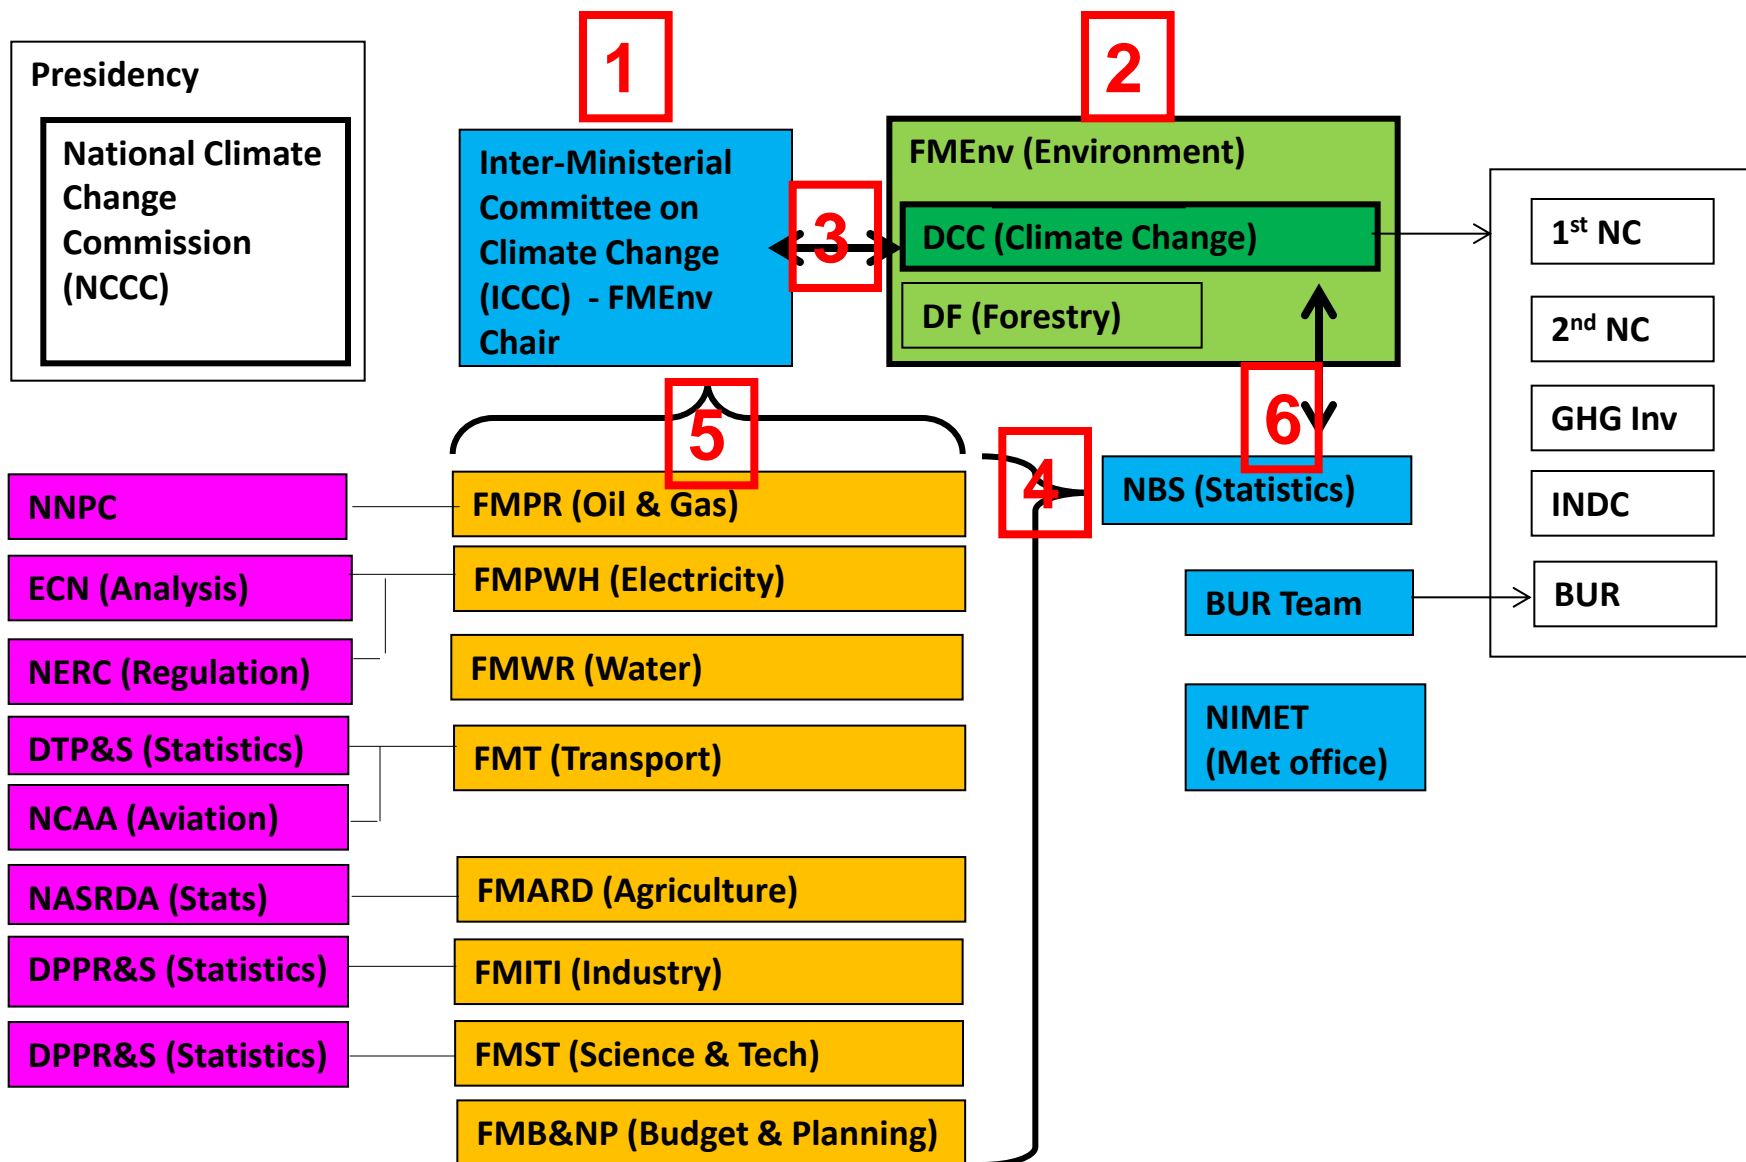 Presidency
National Climate
Change
Commission
(NCCC)
1
Inter-Ministerial
Committee on
Climate Change
(ICCC)  - FMEnv
Chair
2
FMEnv (Environment)
DCC (Climate Change)
DF (Forestry)
3
1st NC
2nd NC
GHG Inv
INDC
BUR
5
4
6
NNPC
ECN (Analysis)
NERC (Regulation)
DTP&S (Statistics)
NCAA (Aviation)
NASRDA (Stats)
DPPR&S (Statistics)
DPPR&S (Statistics)
FMPR (Oil & Gas)
FMPWH (Electricity)
FMWR (Water)
FMT (Transport)
FMARD (Agriculture)
FMITI (Industry)
FMST (Science & Tech)
FMB&NP (Budget & Planning)
NBS (Statistics)
BUR Team
NIMET
(Met office)